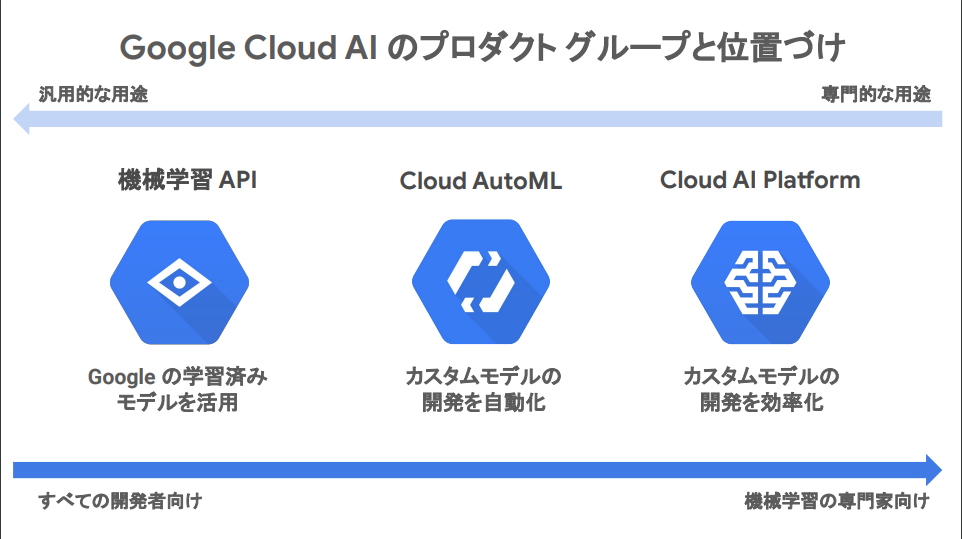 Google Cloud AI のプロダクト グループと位置づけ
汎用的な用途
専門的な用途
機械学習 API
Cloud AutoML
Cloud AI Platform
Google の学習済み
モデルを活用
カスタムモデルの
開発を自動化
カスタムモデルの
開発を効率化
すべての開発者向け
機械学習の専門家向け